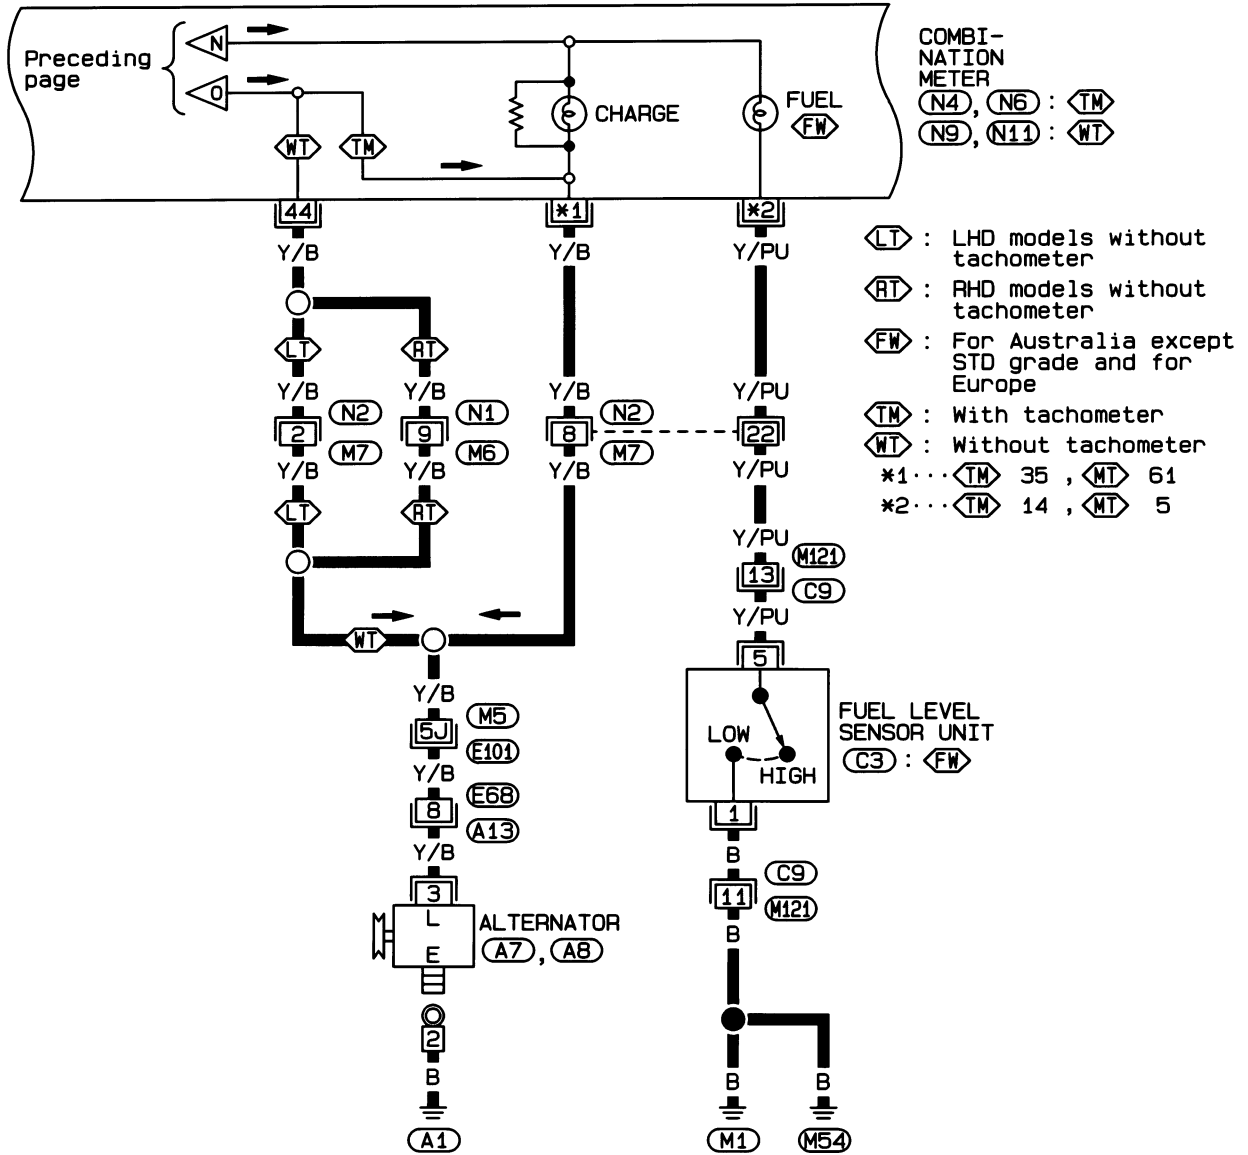 Preceding
page
N
O
WT
TM
CHARGE
FUEL
FW
COMBI-
NATION
METER
N4, N6 : TM
N9, N11 : WT
44
*1
*2
Y/B
Y/B
Y/PU
LT : LHD models without
tachometer
RT : RHD models without
tachometer
FW : For Australia except
STD grade and for
Europe
TM : With tachometer
WT : Without tachometer
*1··· TM 35 , MT 61
*2··· TM 14 , MT 5
LT
RT
Y/B
Y/B
Y/B
Y/PU
2
N2
M7
9
N1
M6
8
N2
M7
22
Y/B
Y/B
Y/B
Y/PU
LT
RT
Y/PU
13
M121
C9
Y/PU
WT
5
Y/B
5J
M5
E101
Y/B
8
E68
A13
Y/B
3
L
E
ALTERNATOR
A7, A8
2
B
A1
LOW
HIGH
FUEL LEVEL
SENSOR UNIT
C3 : FW
1
B
11
C9
M121
B
B
B
M1
M54